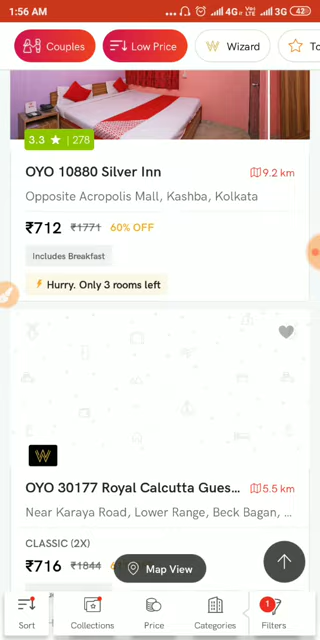 1:56 AM
... 4G VoLTE 3G 42
Couples Low Price W Wizard To
3.3 ★ | 278
OYO 10880 Silver Inn 9.2 km
Opposite Acropolis Mall, Kashba, Kolkata
₹712 ₹1771 60% OFF
Includes Breakfast
Hurry. Only 3 rooms left
W
OYO 30177 Royal Calcutta Gues... 5.5 km
Near Karaya Road, Lower Range, Beck Bagan, ...
CLASSIC (2X)
₹716 ₹1844
Map View
1
Sort Collections Price Categories Filters